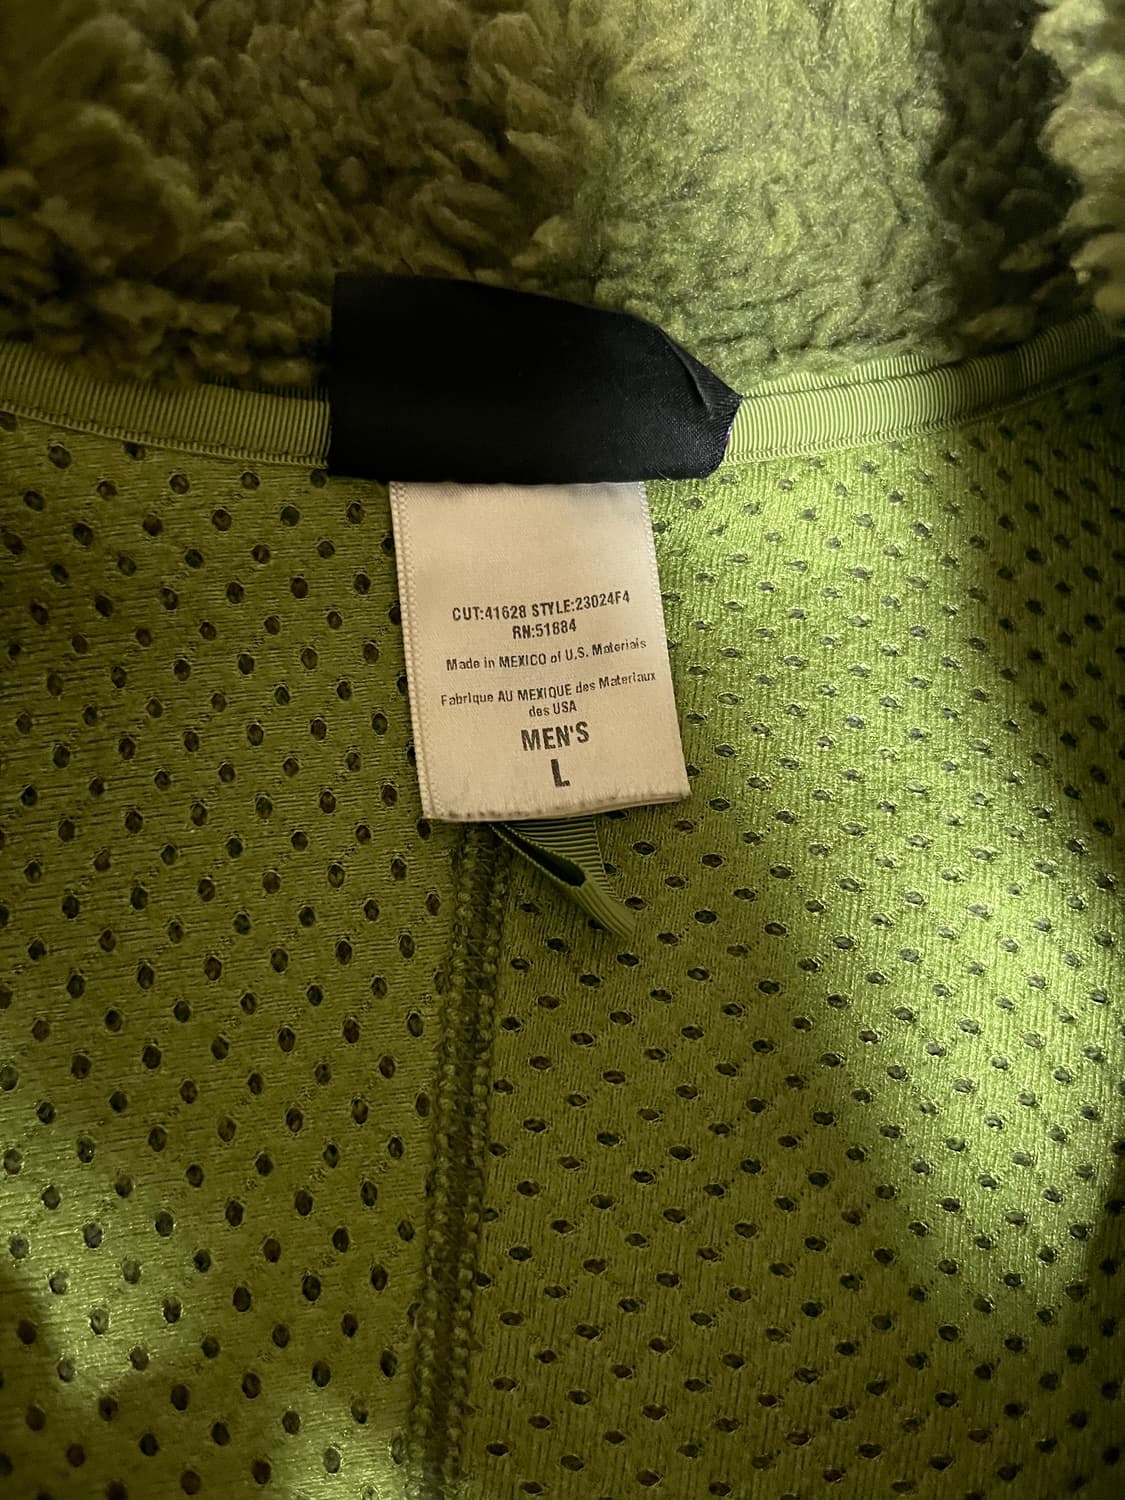 CUT:41628 STYLE:23024F4
RN:51884
Made in MEXICO of U.S. Materials
Fabrique AU MEXIQUE des Materiaux
des USA
MEN'S
L